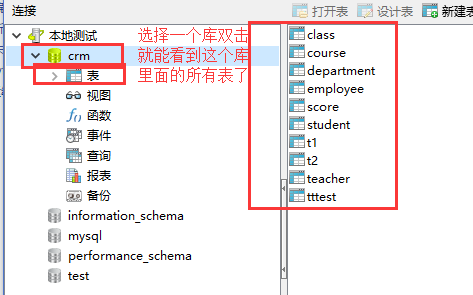 连接
打开表 设计表 新建表
本地测试 选择一个库双击
crm 就能看到这个库
表 里面的所有表了
视图
函数
事件
查询
报表
备份
information_schema
mysql
performance_schema
test
class
course
department
employee
score
student
t1
t2
teacher
tttest